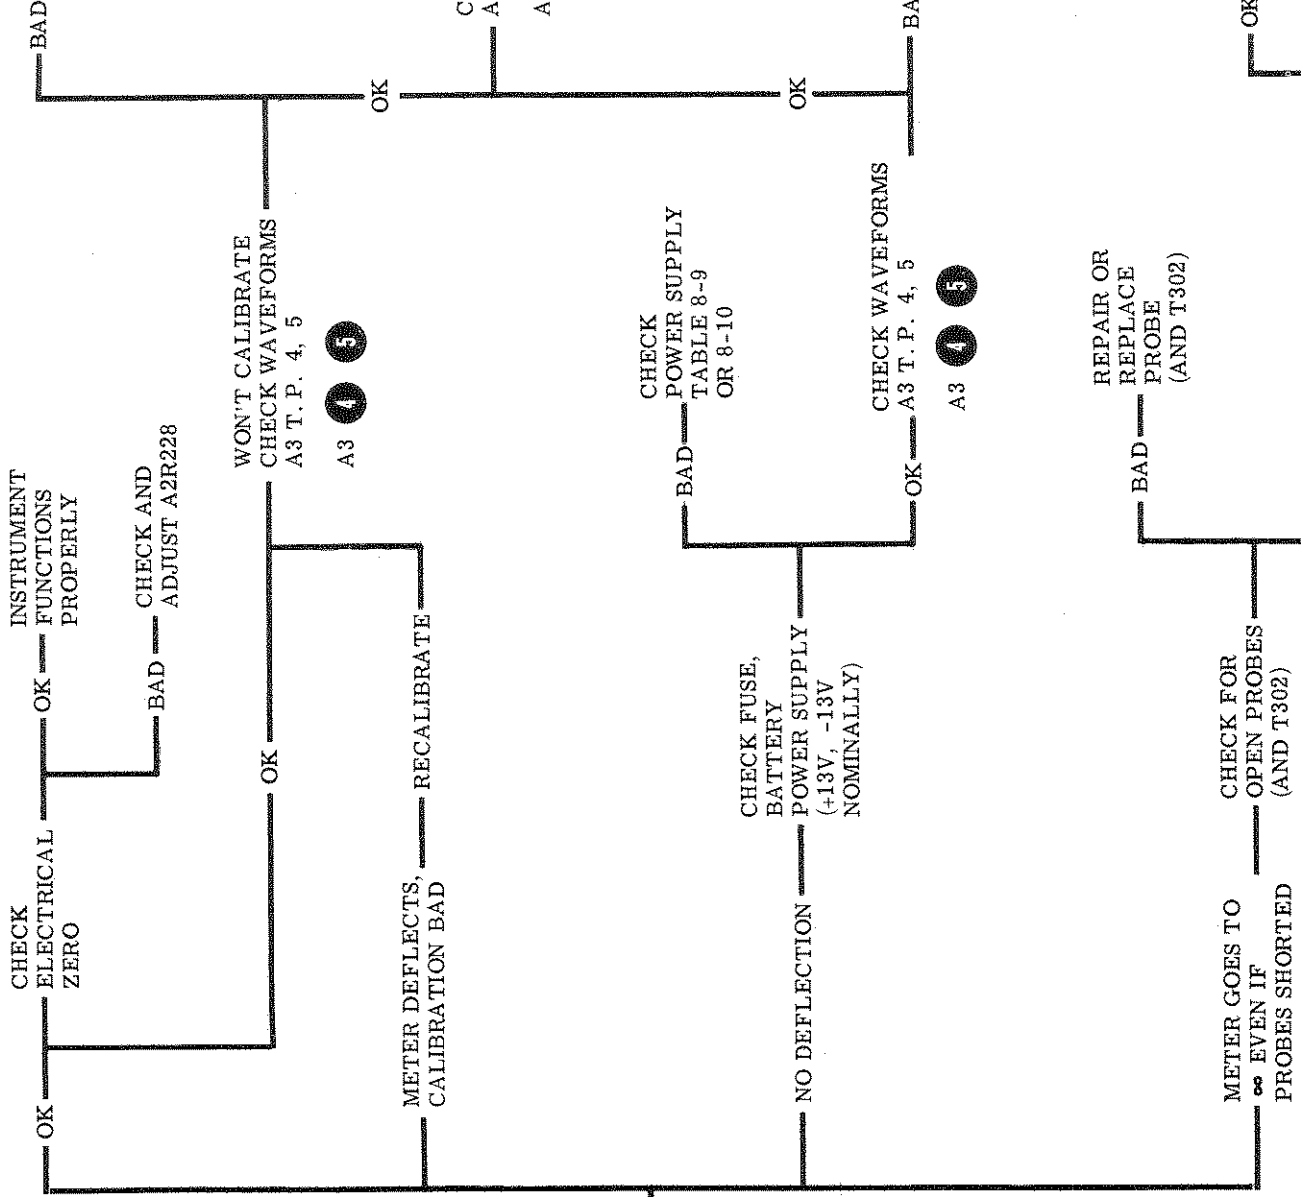 OK
CHECK
ELECTRICAL
ZERO
OK
INSTRUMENT
FUNCTIONS
PROPERLY
BAD
CHECK AND
ADJUST A2R228
OK
METER DEFLECTS,
CALIBRATION BAD
RECALIBRATE
WON'T CALIBRATE
CHECK WAVEFORMS
A3 T.P. 4, 5
A3 4 5
BAD
OK
NO DEFLECTION
CHECK FUSE,
BATTERY
POWER SUPPLY
(+13V, -13V
NOMINALLY)
BAD
CHECK
POWER SUPPLY
TABLE 8-9
OR 8-10
OK
CHECK WAVEFORMS
A3 T.P. 4, 5
A3 4 5
OK
BA
C
A
A
METER GOES TO
∞ EVEN IF
PROBES SHORTED
CHECK FOR
OPEN PROBES
(AND T302)
BAD
REPAIR OR
REPLACE
PROBE
(AND T302)
OK